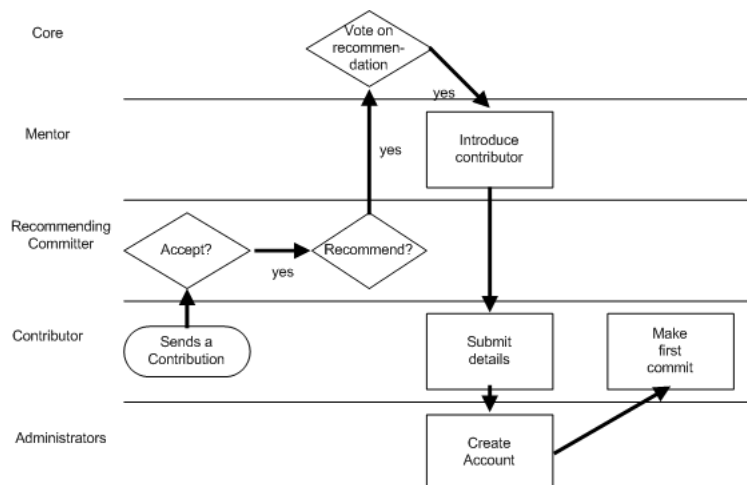 Core
Vote on
recommen-
dation
yes
Mentor
Introduce
contributor
yes
Recommending
Committer
Accept?
yes
Recommend?
Contributor
Sends a
Contribution
Submit
details
Make
first
commit
Administrators
Create
Account